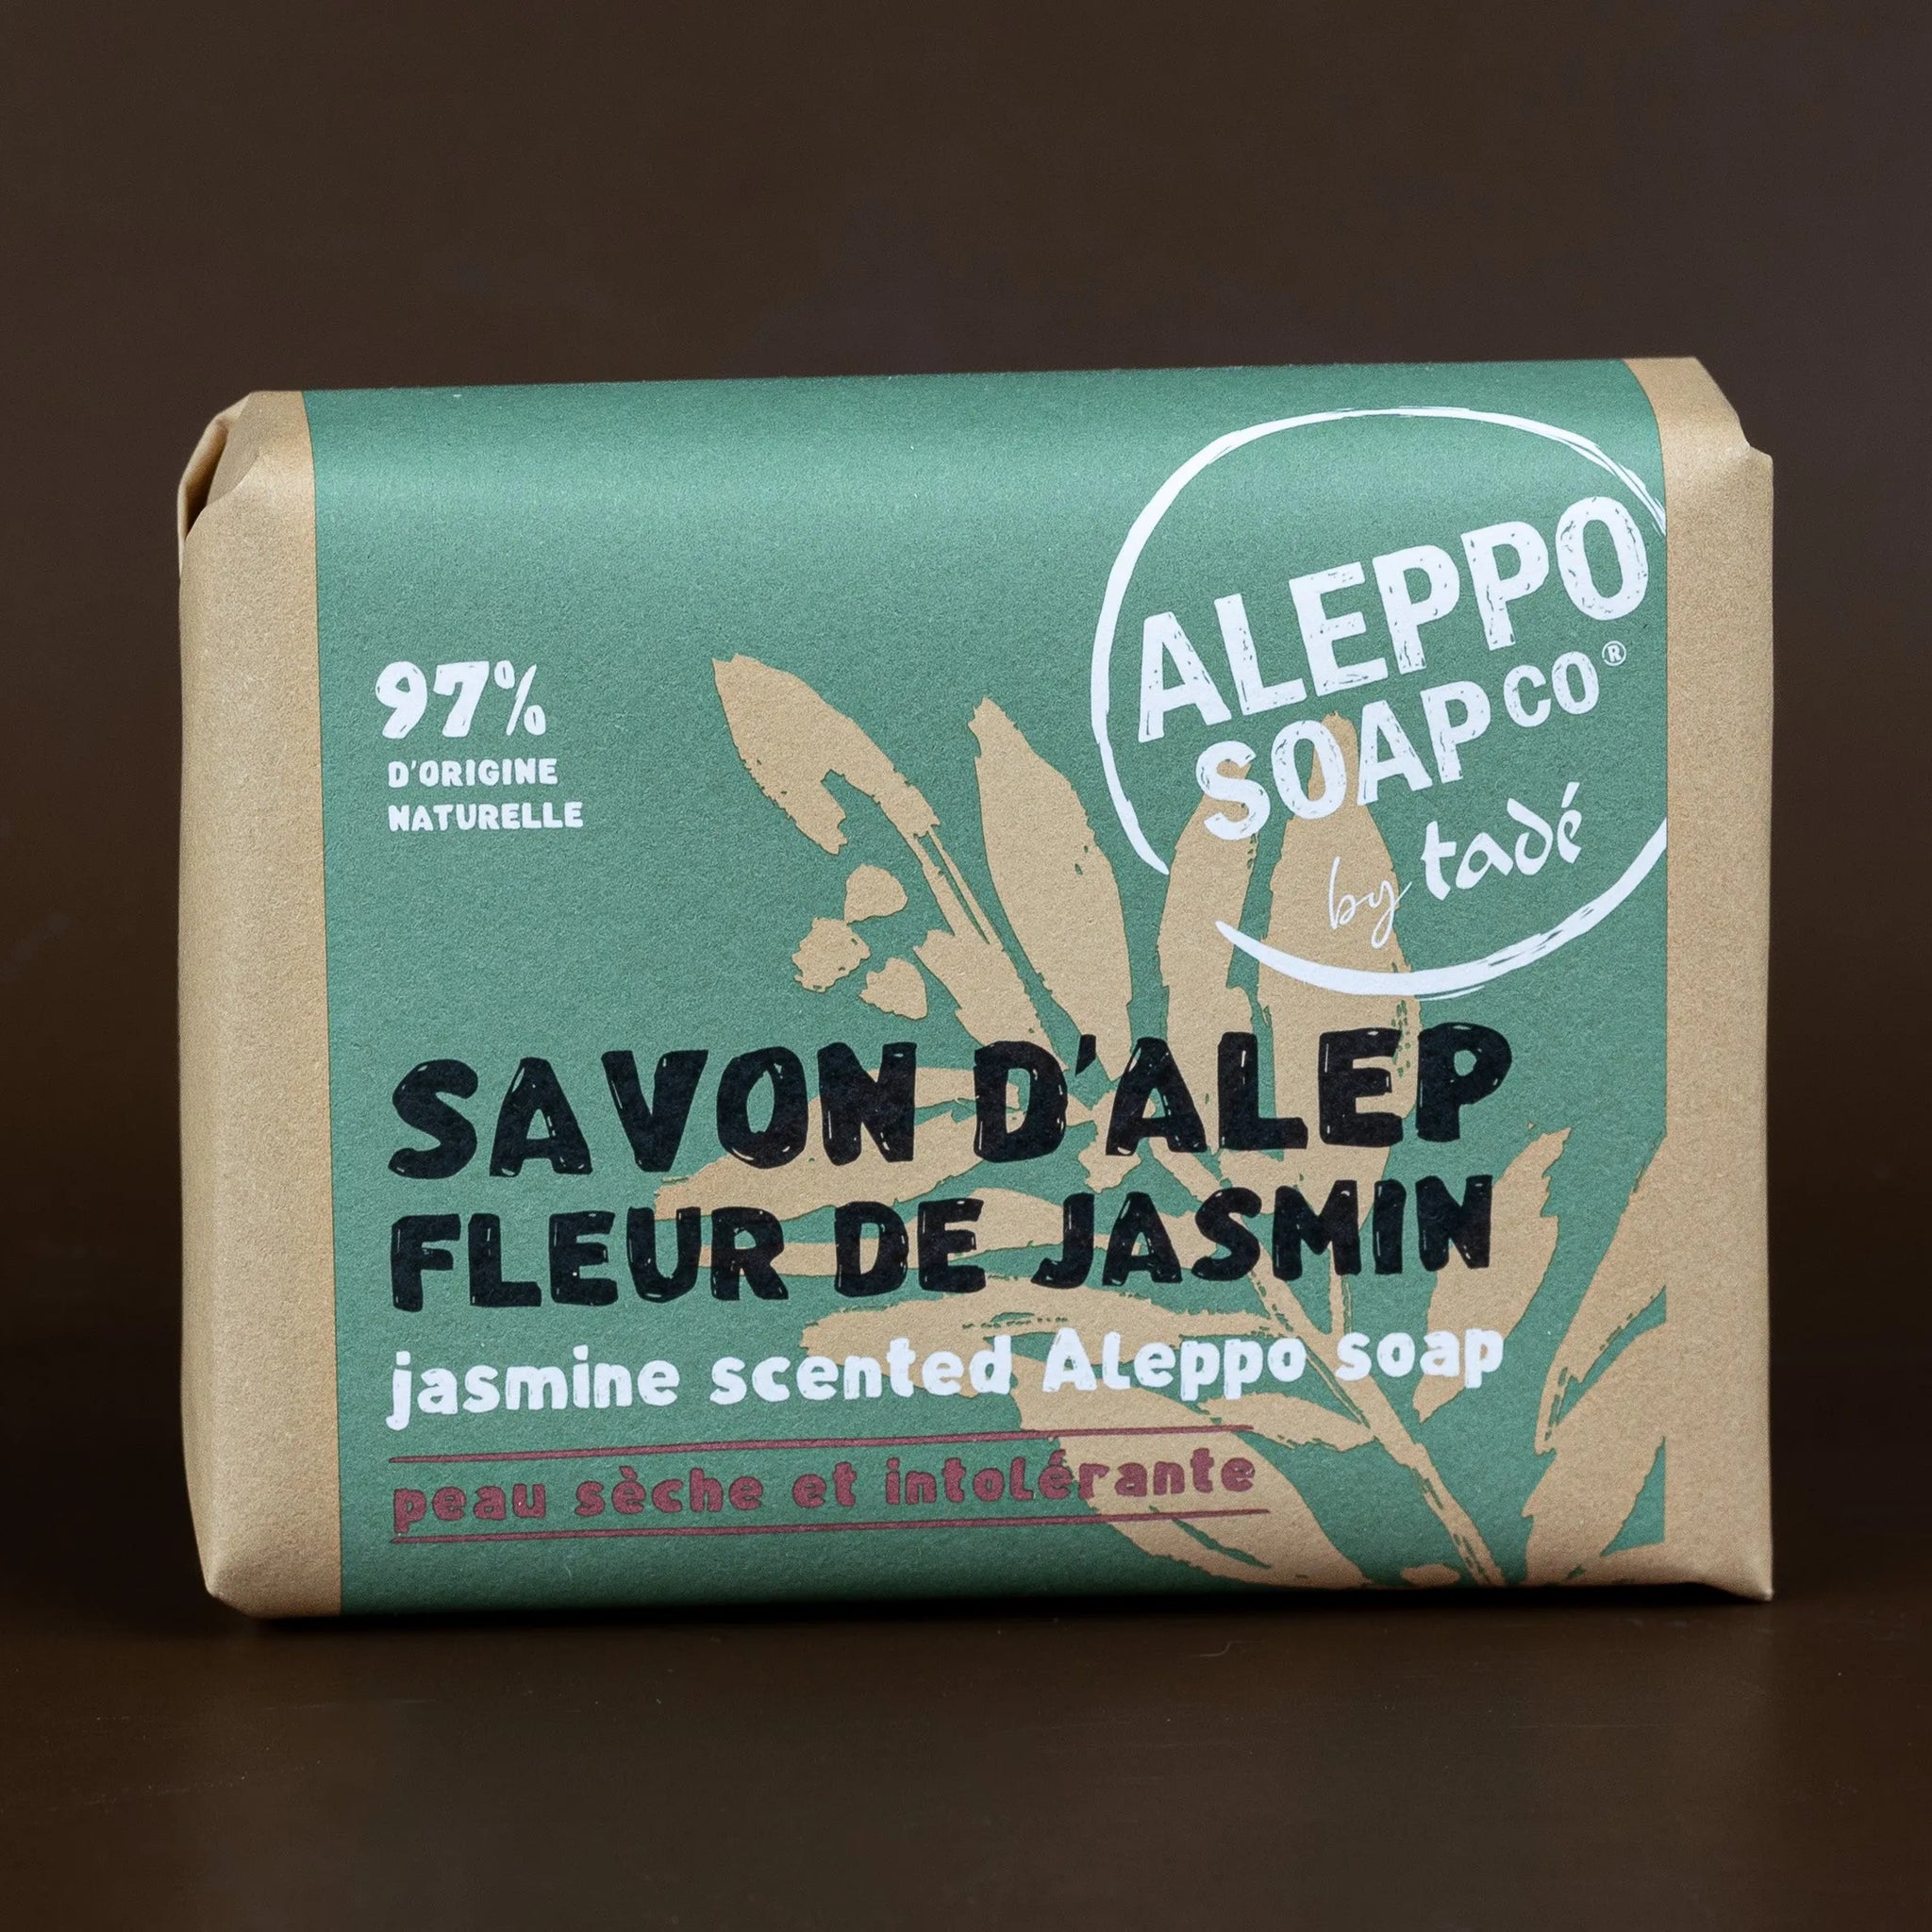 ALEPPO
SOAP CO®
by tadé
97%
D'ORIGINE
NATURELLE
SAVON D'ALEP
FLEUR DE JASMIN
jasmine scented Aleppo soap
peau sèche et intolérante